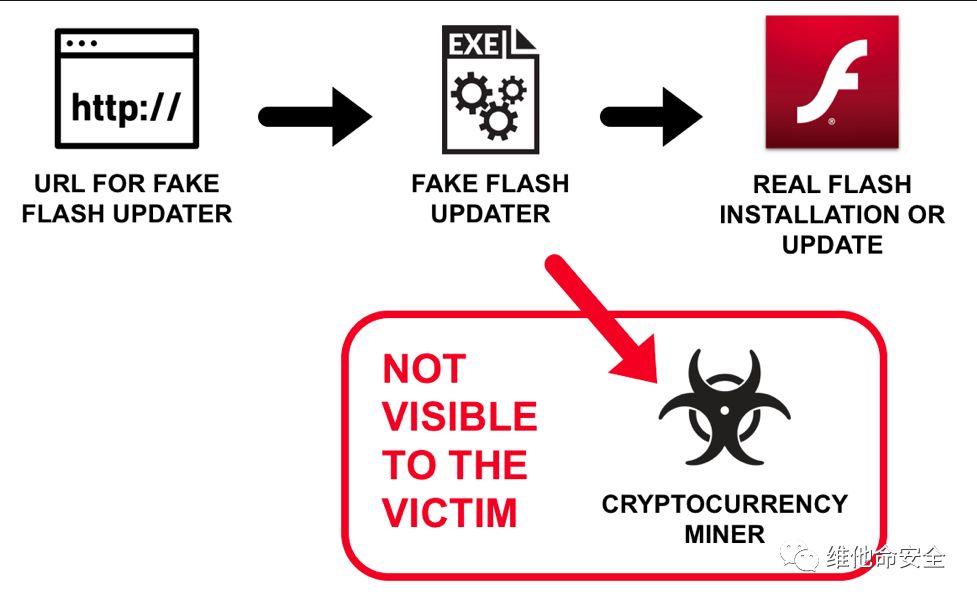 http://
EXE
URL FOR FAKE
FLASH UPDATER
FAKE FLASH
UPDATER
REAL FLASH
INSTALLATION OR
UPDATE
NOT
VISIBLE
TO THE
VICTIM
CRYPTOCURRENCY
MINER
维他命安全